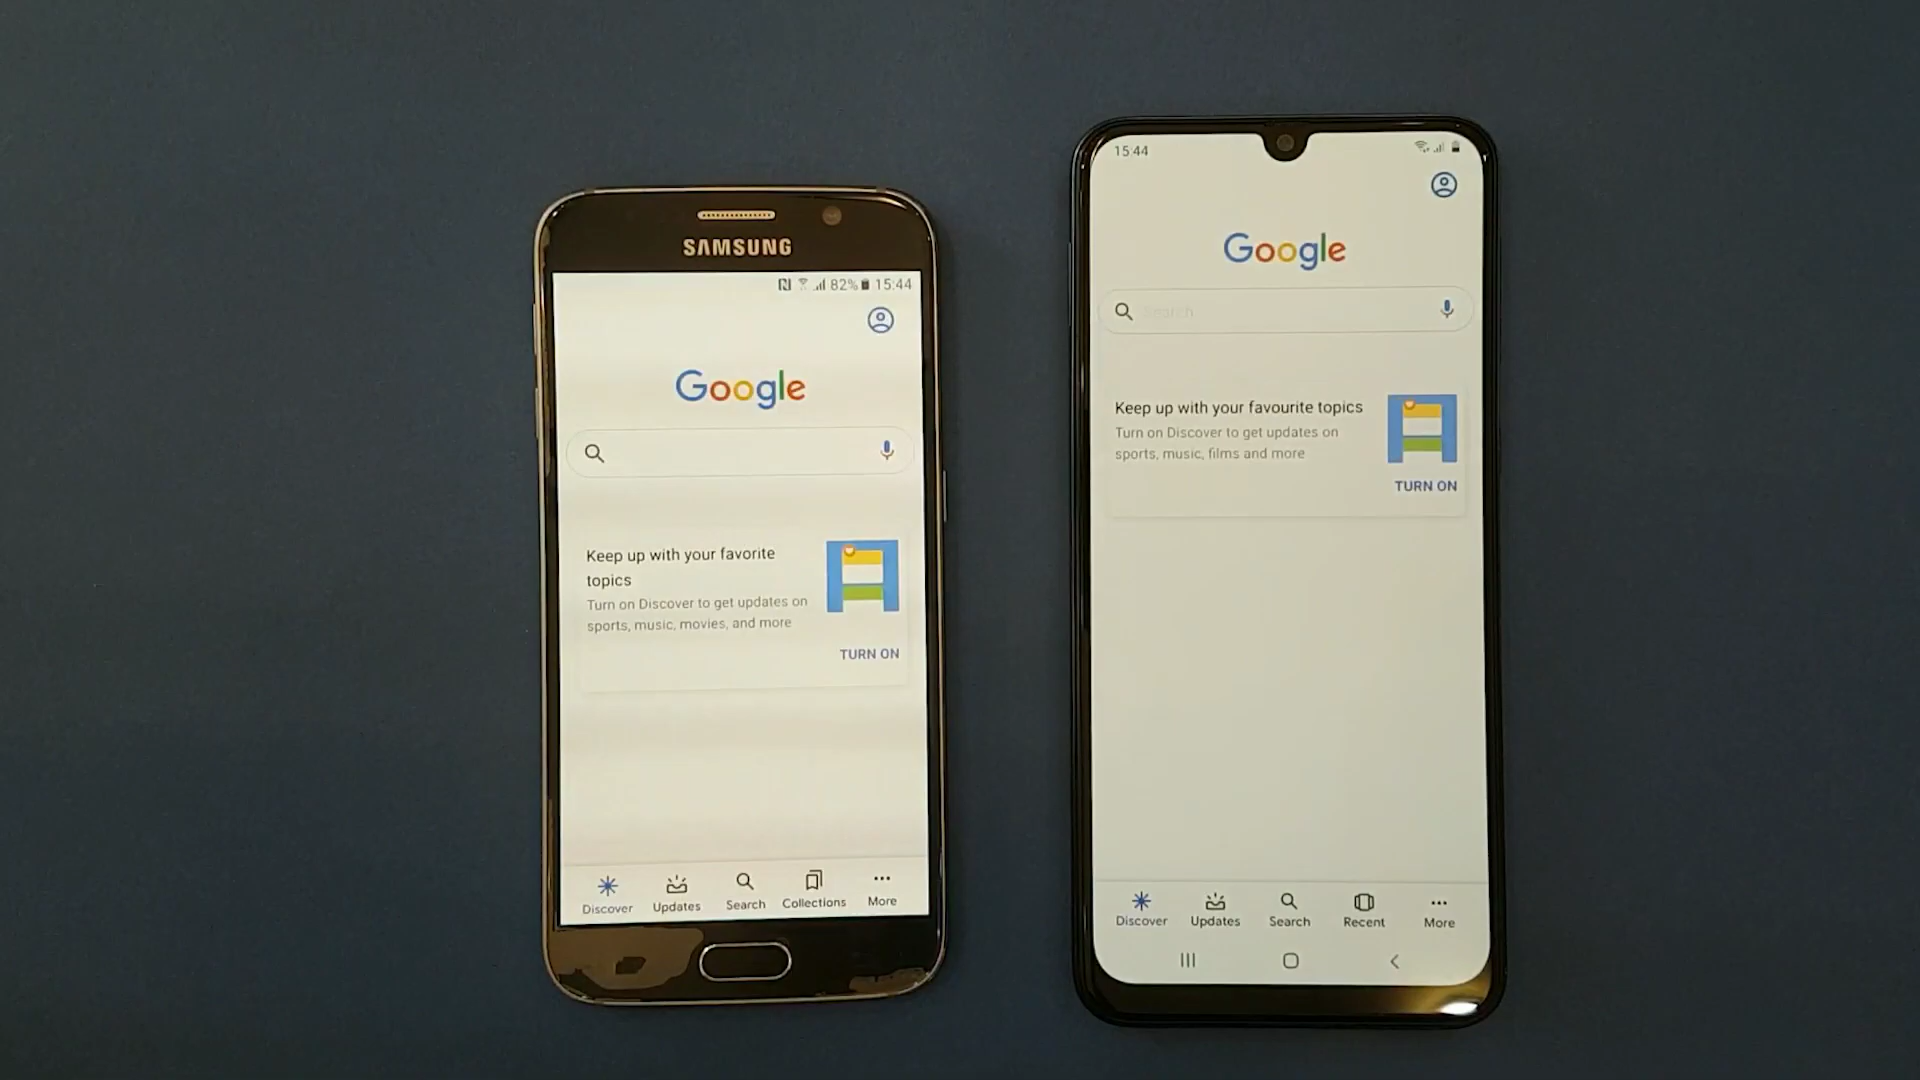 SAMSUNG
82% 15:44
Google
Keep up with your favorite
topics
Turn on Discover to get updates on
sports, music, movies, and more
TURN ON
Discover Updates Search Collections More
15:44
Google
Search
Keep up with your favourite topics
Turn on Discover to get updates on
sports, music, films and more
TURN ON
Discover Updates Search Recent More